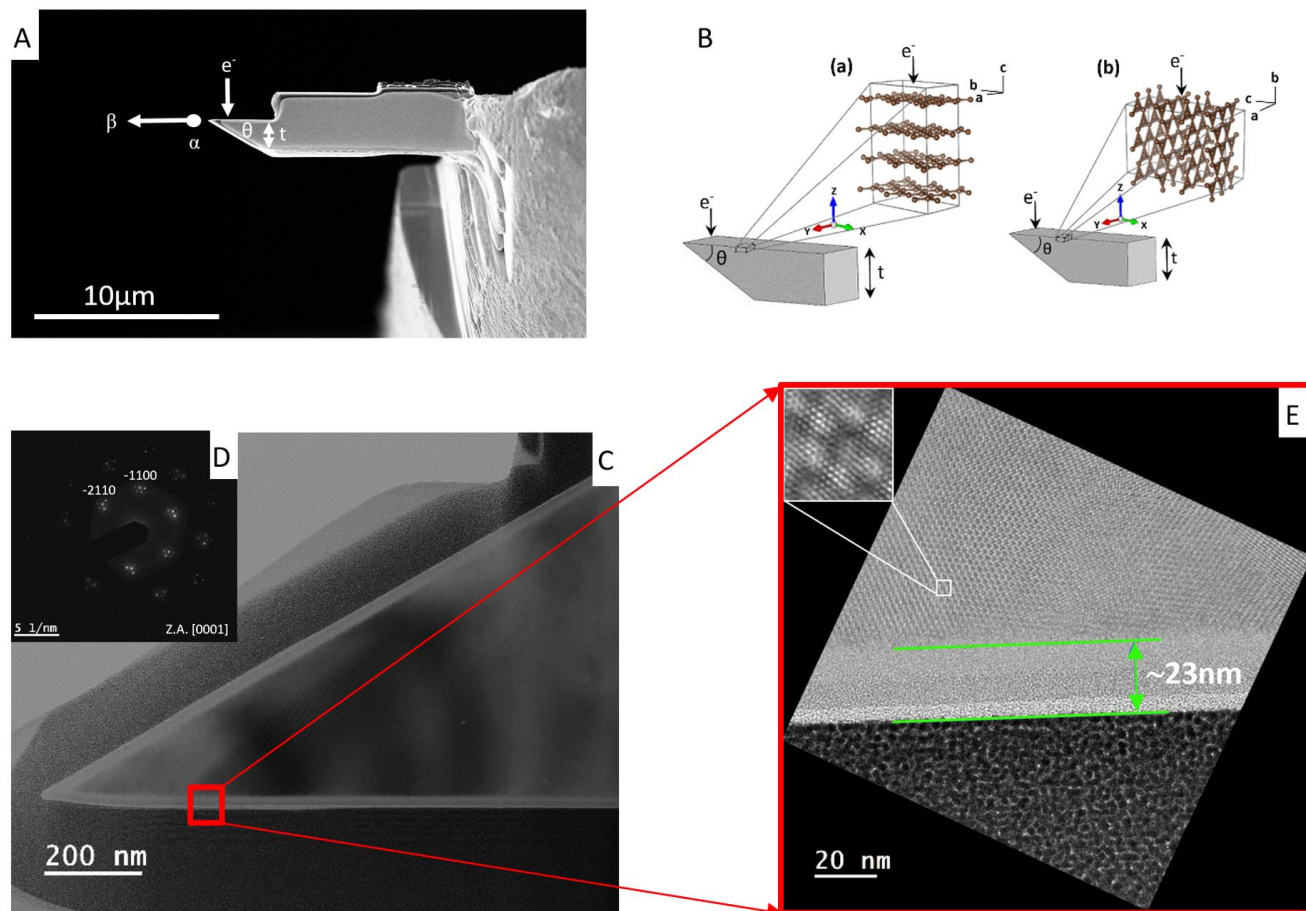 A
e-
β
α
θ
t
10μm
B
(a)
e-
c
b
a
z
Y
X
e-
θ
t
(b)
e-
b
c
a
z
Y
X
e-
θ
t
D
-1100
-2110
5 1/nm
Z.A. [0001]
C
200 nm
E
~23nm
20 nm